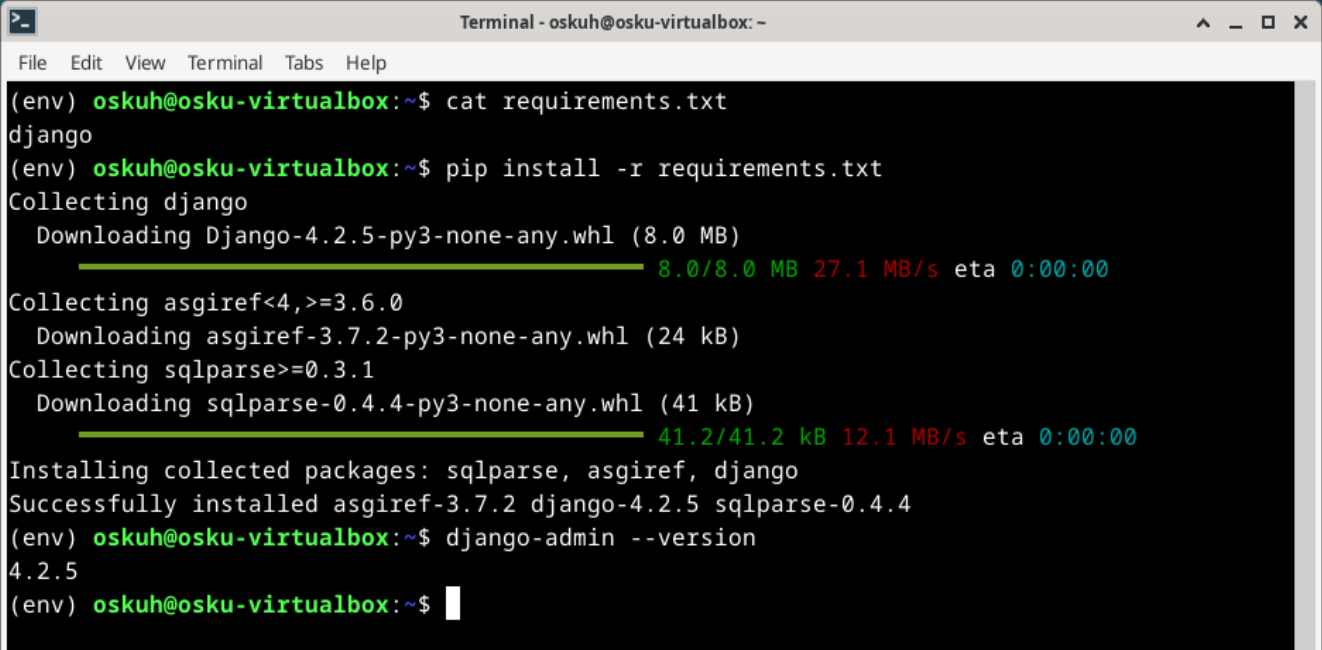 Terminal - oskuh@osku-virtualbox: ~
File Edit View Terminal Tabs Help
(env) oskuh@osku-virtualbox:~$ cat requirements.txt
django
(env) oskuh@osku-virtualbox:~$ pip install -r requirements.txt
Collecting django
  Downloading Django-4.2.5-py3-none-any.whl (8.0 MB)
8.0/8.0 MB 27.1 MB/s eta 0:00:00
Collecting asgiref<4,>=3.6.0
  Downloading asgiref-3.7.2-py3-none-any.whl (24 kB)
Collecting sqlparse>=0.3.1
  Downloading sqlparse-0.4.4-py3-none-any.whl (41 kB)
41.2/41.2 kB 12.1 MB/s eta 0:00:00
Installing collected packages: sqlparse, asgiref, django
Successfully installed asgiref-3.7.2 django-4.2.5 sqlparse-0.4.4
(env) oskuh@osku-virtualbox:~$ django-admin --version
4.2.5
(env) oskuh@osku-virtualbox:~$